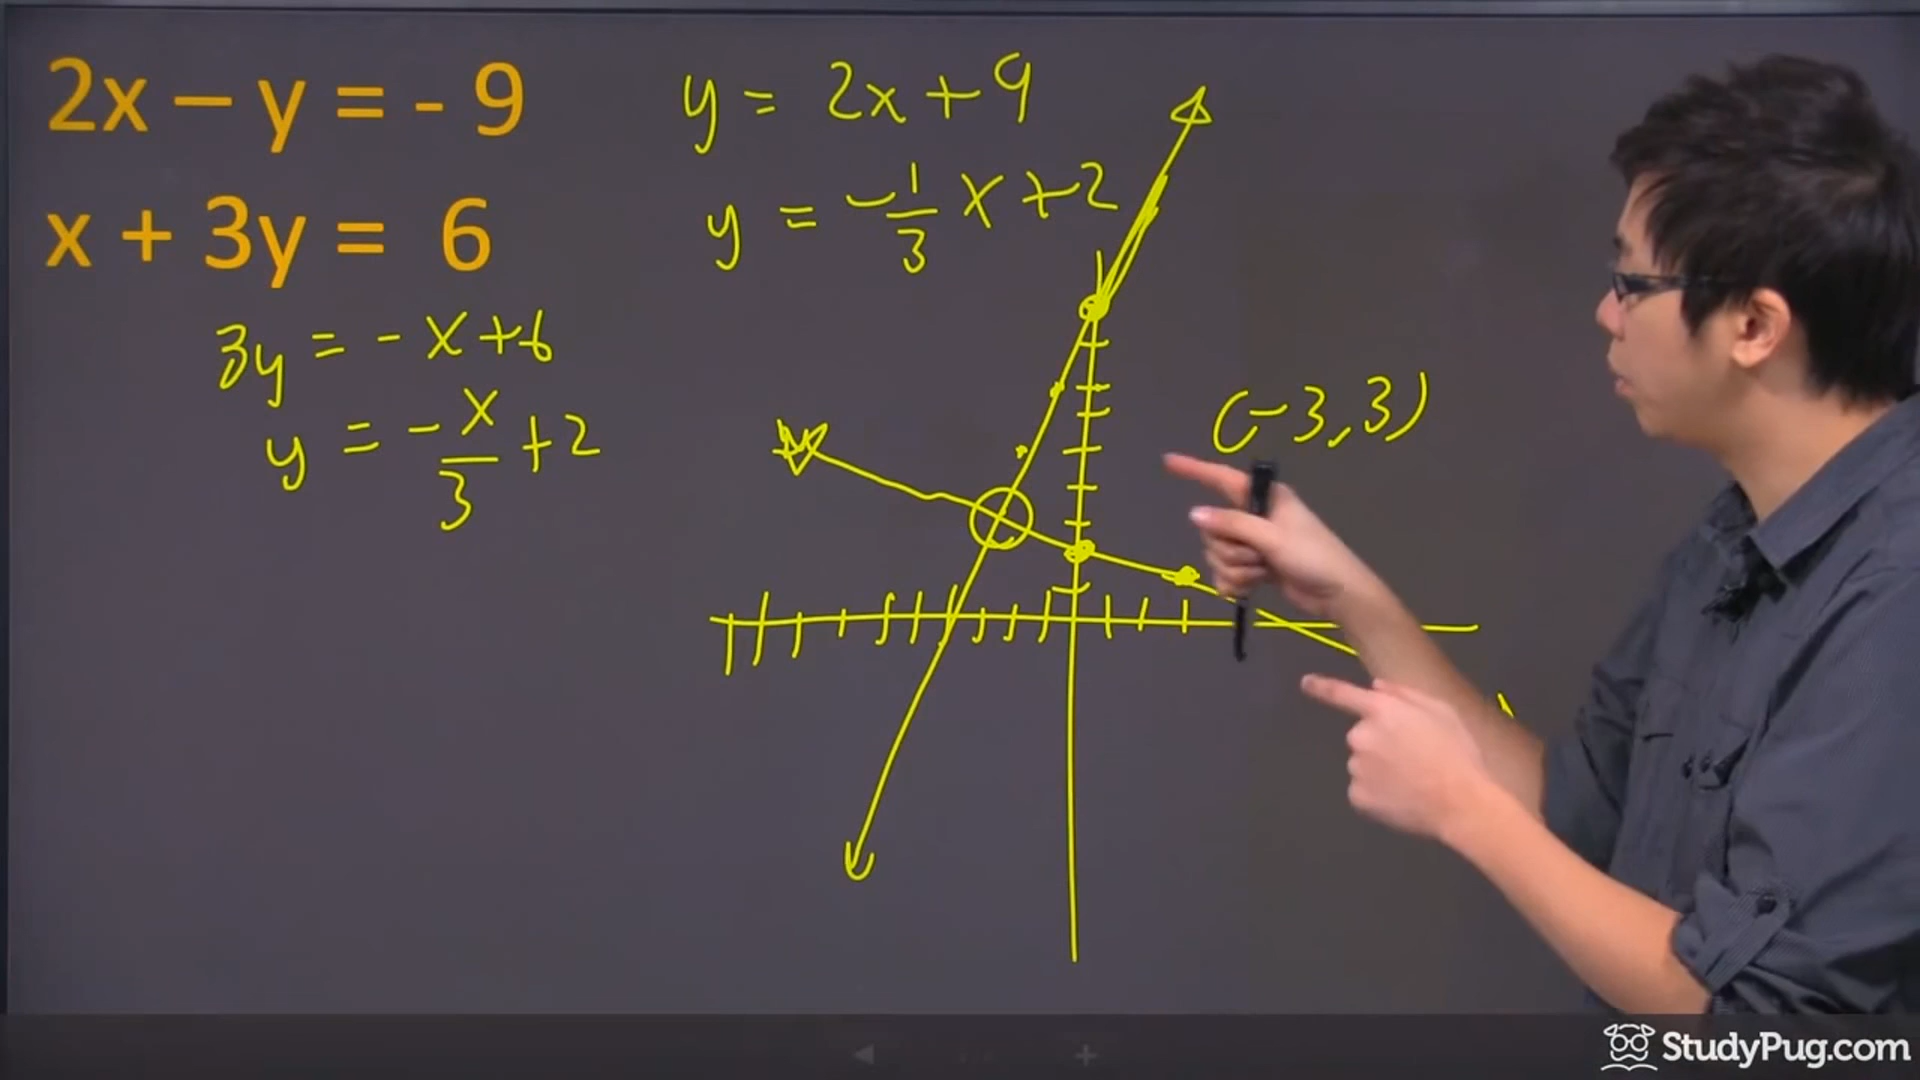 2x – y = - 9
x + 3y = 6
3y = - x + 6
y = - x/3 + 2
y = 2x + 9
y = -1/3 x + 2
(-3, 3)
StudyPug.com